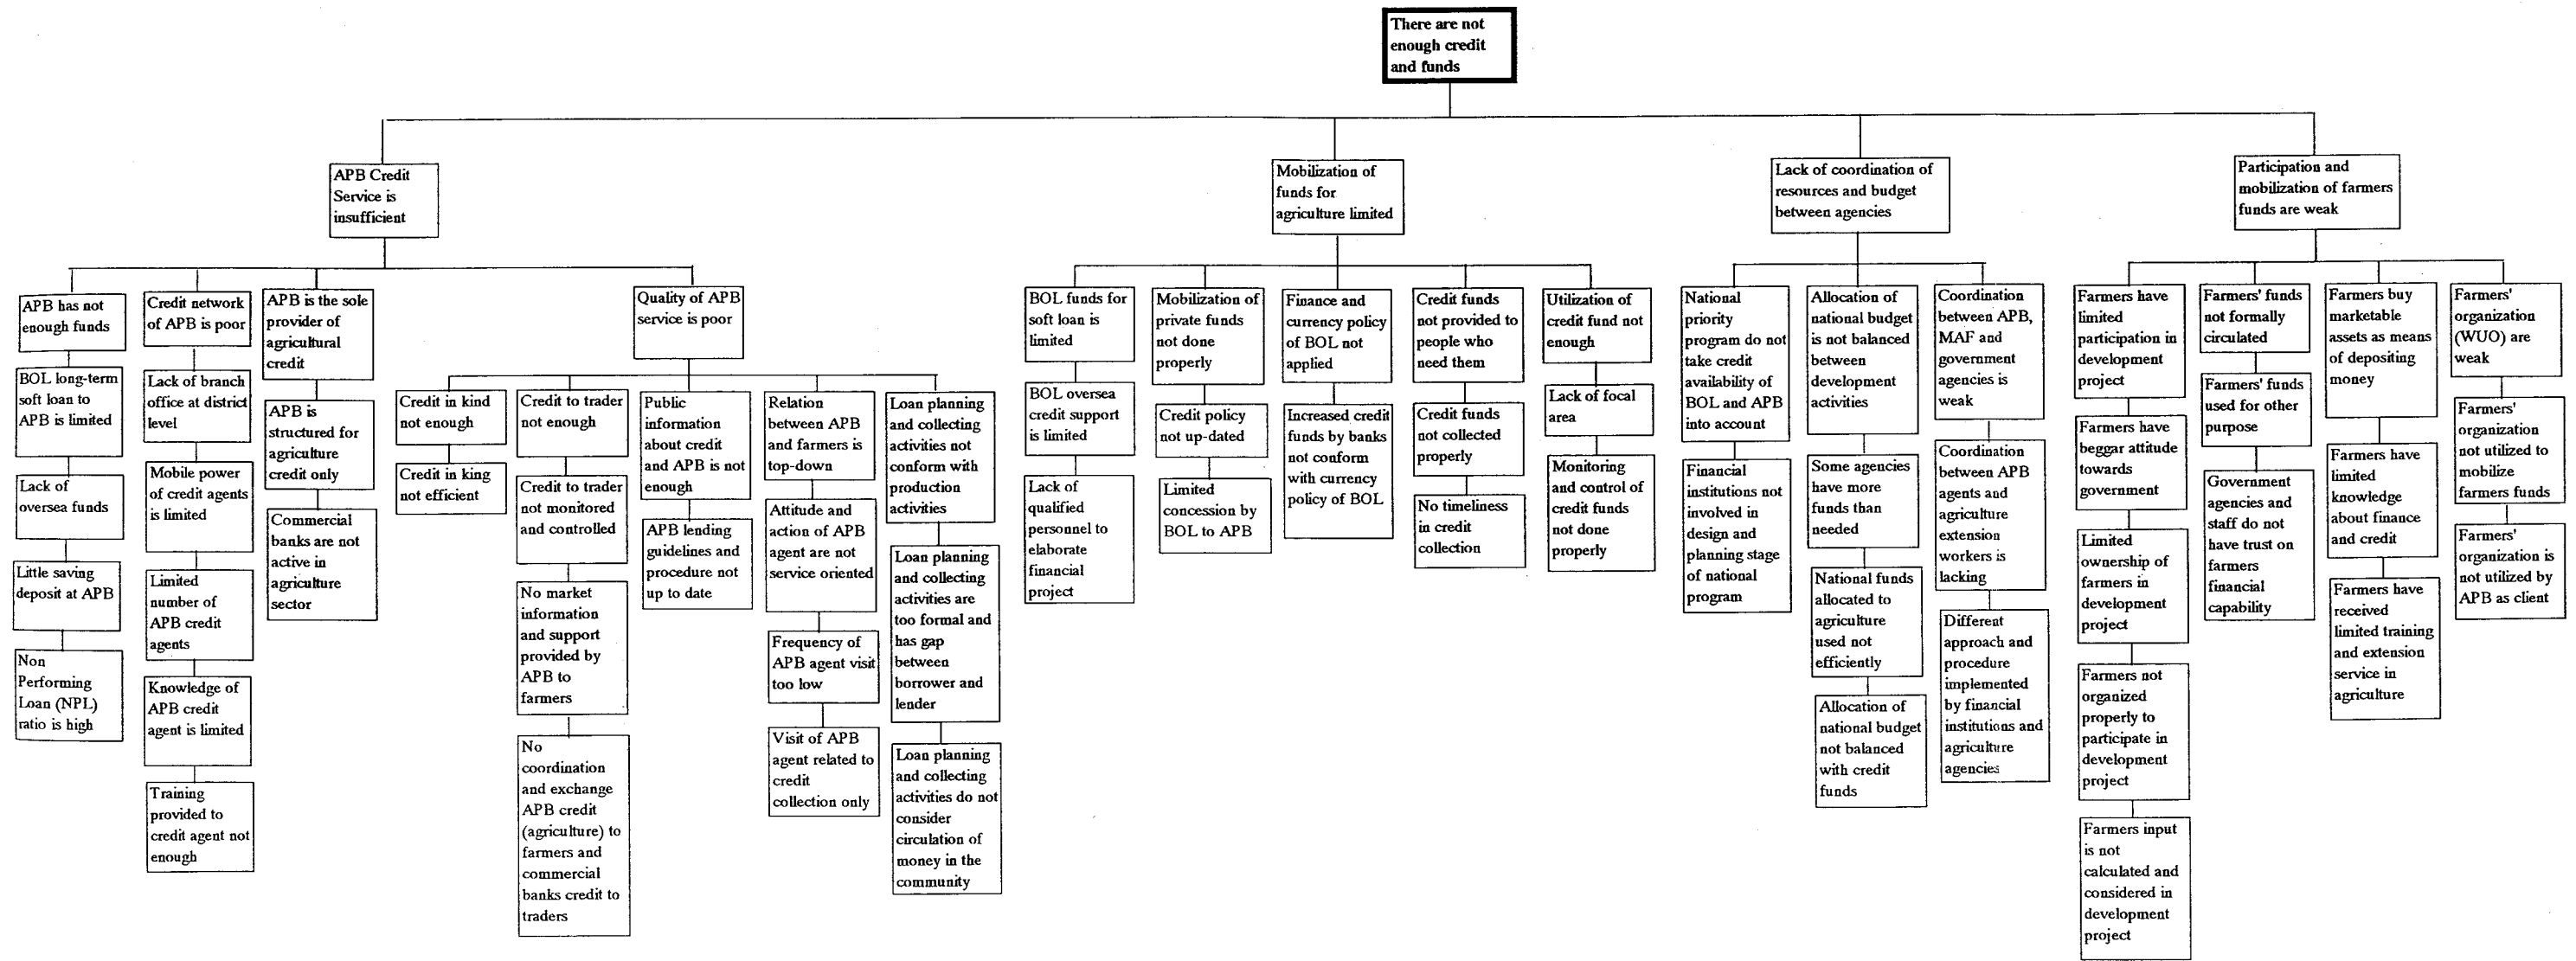 There are not
enough credit
and funds
APB Credit
Service is
insufficient
Mobilization of
funds for
agriculture limited
Lack of coordination of
resources and budget
between agencies
Participation and
mobilization of farmers
funds are weak
APB has not
enough funds
BOL long-term
soft loan to
APB is limited
Lack of
oversea funds
Little saving
deposit at APB
Non
Performing
Loan (NPL)
ratio is high
Credit network
of APB is poor
Lack of branch
office at district
level
Mobile power
of credit agents
is limited
Limited
number of
APB credit
agents
Knowledge of
APB credit
agent is limited
Training
provided to
credit agent not
enough
APB is the sole
provider of
agricultural
credit
APB is
structured for
agriculture
credit only
Commercial
banks are not
active in
agriculture
sector
Quality of APB
service is poor
Credit in kind
not enough
Credit in king
not efficient
Credit to trader
not enough
Credit to trader
not monitored
and controlled
No market
information
and support
provided by
APB to
farmers
No
coordination
and exchange
APB credit
(agriculture) to
farmers and
commercial
banks credit to
traders
Public
information
about credit
and APB is not
enough
APB lending
guidelines and
procedure not
up to date
Relation
between APB
and farmers is
top-down
Attitude and
action of APB
agent are not
service oriented
Frequency of
APB agent visit
too low
Visit of APB
agent related to
credit
collection only
Loan planning
and collecting
activities not
conform with
production
activities
Loan planning
and collecting
activities are
too formal and
has gap
between
borrower and
lender
Loan planning
and collecting
activities do not
consider
circulation of
money in the
community
BOL funds for
soft loan is
limited
BOL oversea
credit support
is limited
Lack of
qualified
personnel to
elaborate
financial
project
Mobilization of
private funds
not done
properly
Credit policy
not up-dated
Limited
concession by
BOL to APB
Finance and
currency policy
of BOL not
applied
Increased credit
funds by banks
not conform
with currency
policy of BOL
Credit funds
not provided to
people who
need them
Credit funds
not collected
properly
No timeliness
in credit
collection
Utilization of
credit fund not
enough
Lack of focal
area
Monitoring
and control of
credit funds
not done
properly
National
priority
program do not
take credit
availability of
BOL and APB
into account
Financial
institutions not
involved in
design and
planning stage
of national
program
Allocation of
national budget
is not balanced
between
development
activities
Some agencies
have more
funds than
needed
National funds
allocated to
agriculture
used not
efficiently
Allocation of
national budget
not balanced
with credit
funds
Coordination
between APB,
MAF and
government
agencies is
weak
Coordination
between APB
agents and
agriculture
extension
workers is
lacking
Different
approach and
procedure
implemented
by financial
institutions and
agriculture
agencies
Farmers have
limited
participation in
development
project
Farmers have
beggar attitude
towards
government
Limited
ownership of
farmers in
development
project
Farmers not
organized
properly to
participate in
development
project
Farmers input
is not
calculated and
considered in
development
project
Farmers' funds
not formally
circulated
Farmers' funds
used for other
purpose
Government
agencies and
staff do not
have trust on
farmers
financial
capability
Farmers buy
marketable
assets as means
of depositing
money
Farmers have
limited
knowledge
about finance
and credit
Farmers have
received
limited training
and extension
service in
agriculture
Farmers'
organization
(WUO) are
weak
Farmers'
organization
not utilized to
mobilize
farmers funds
Farmers'
organization is
not utilized by
APB as client